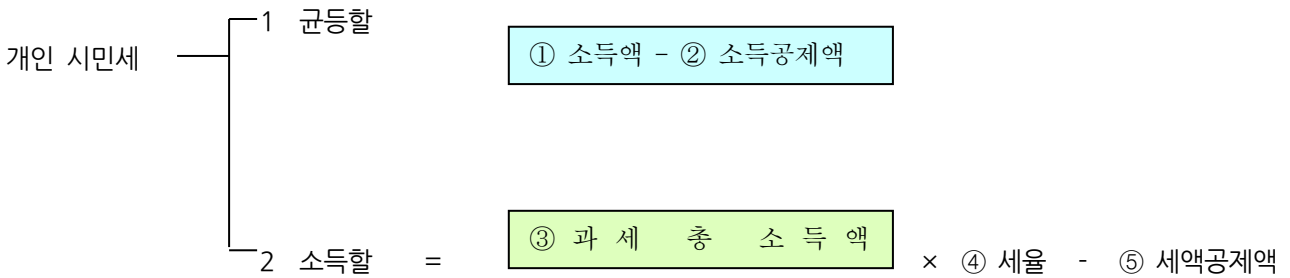 1 균등할
① 소득액 - ② 소득공제액
개인 시민세
③ 과 세 총 소 득 액
2 소득할 = × ④ 세율 - ⑤ 세액공제액